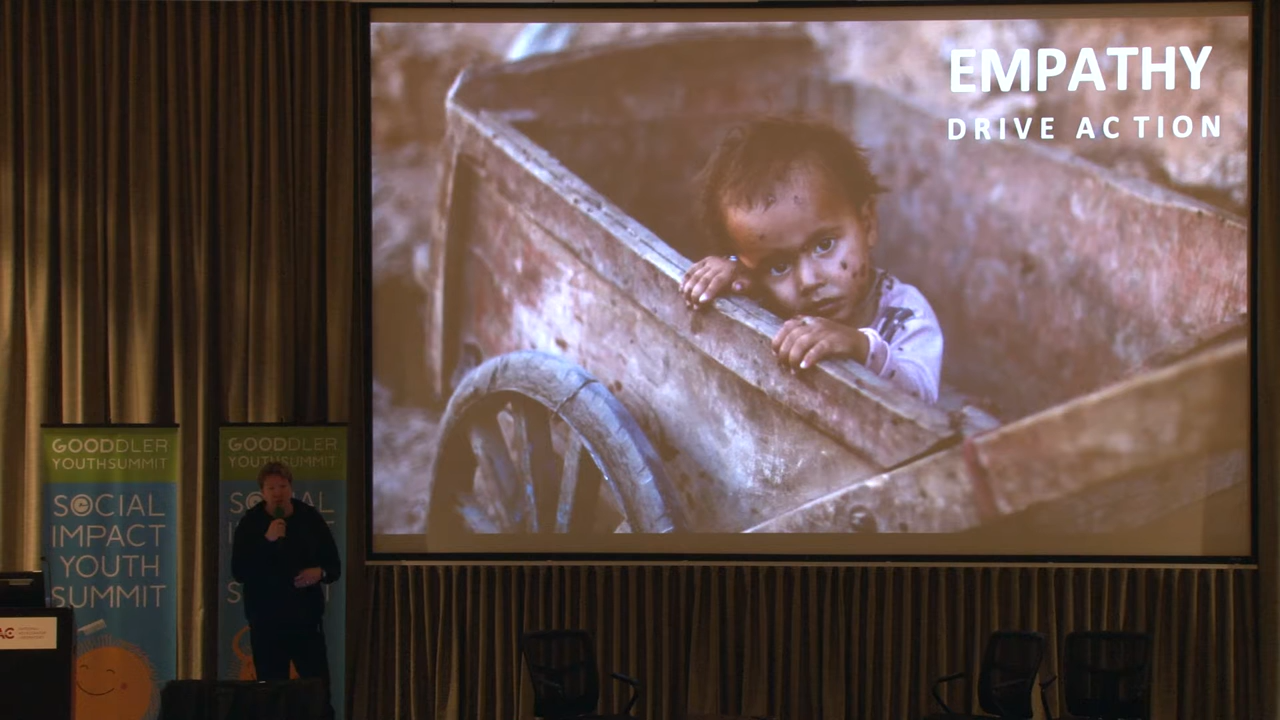 EMPATHY
DRIVE ACTION
GOODDLER
YOUTHSUMMIT
SOCIAL
IMPACT
YOUTH
SUMMIT
GOODDLER
YOUTHSUMMIT